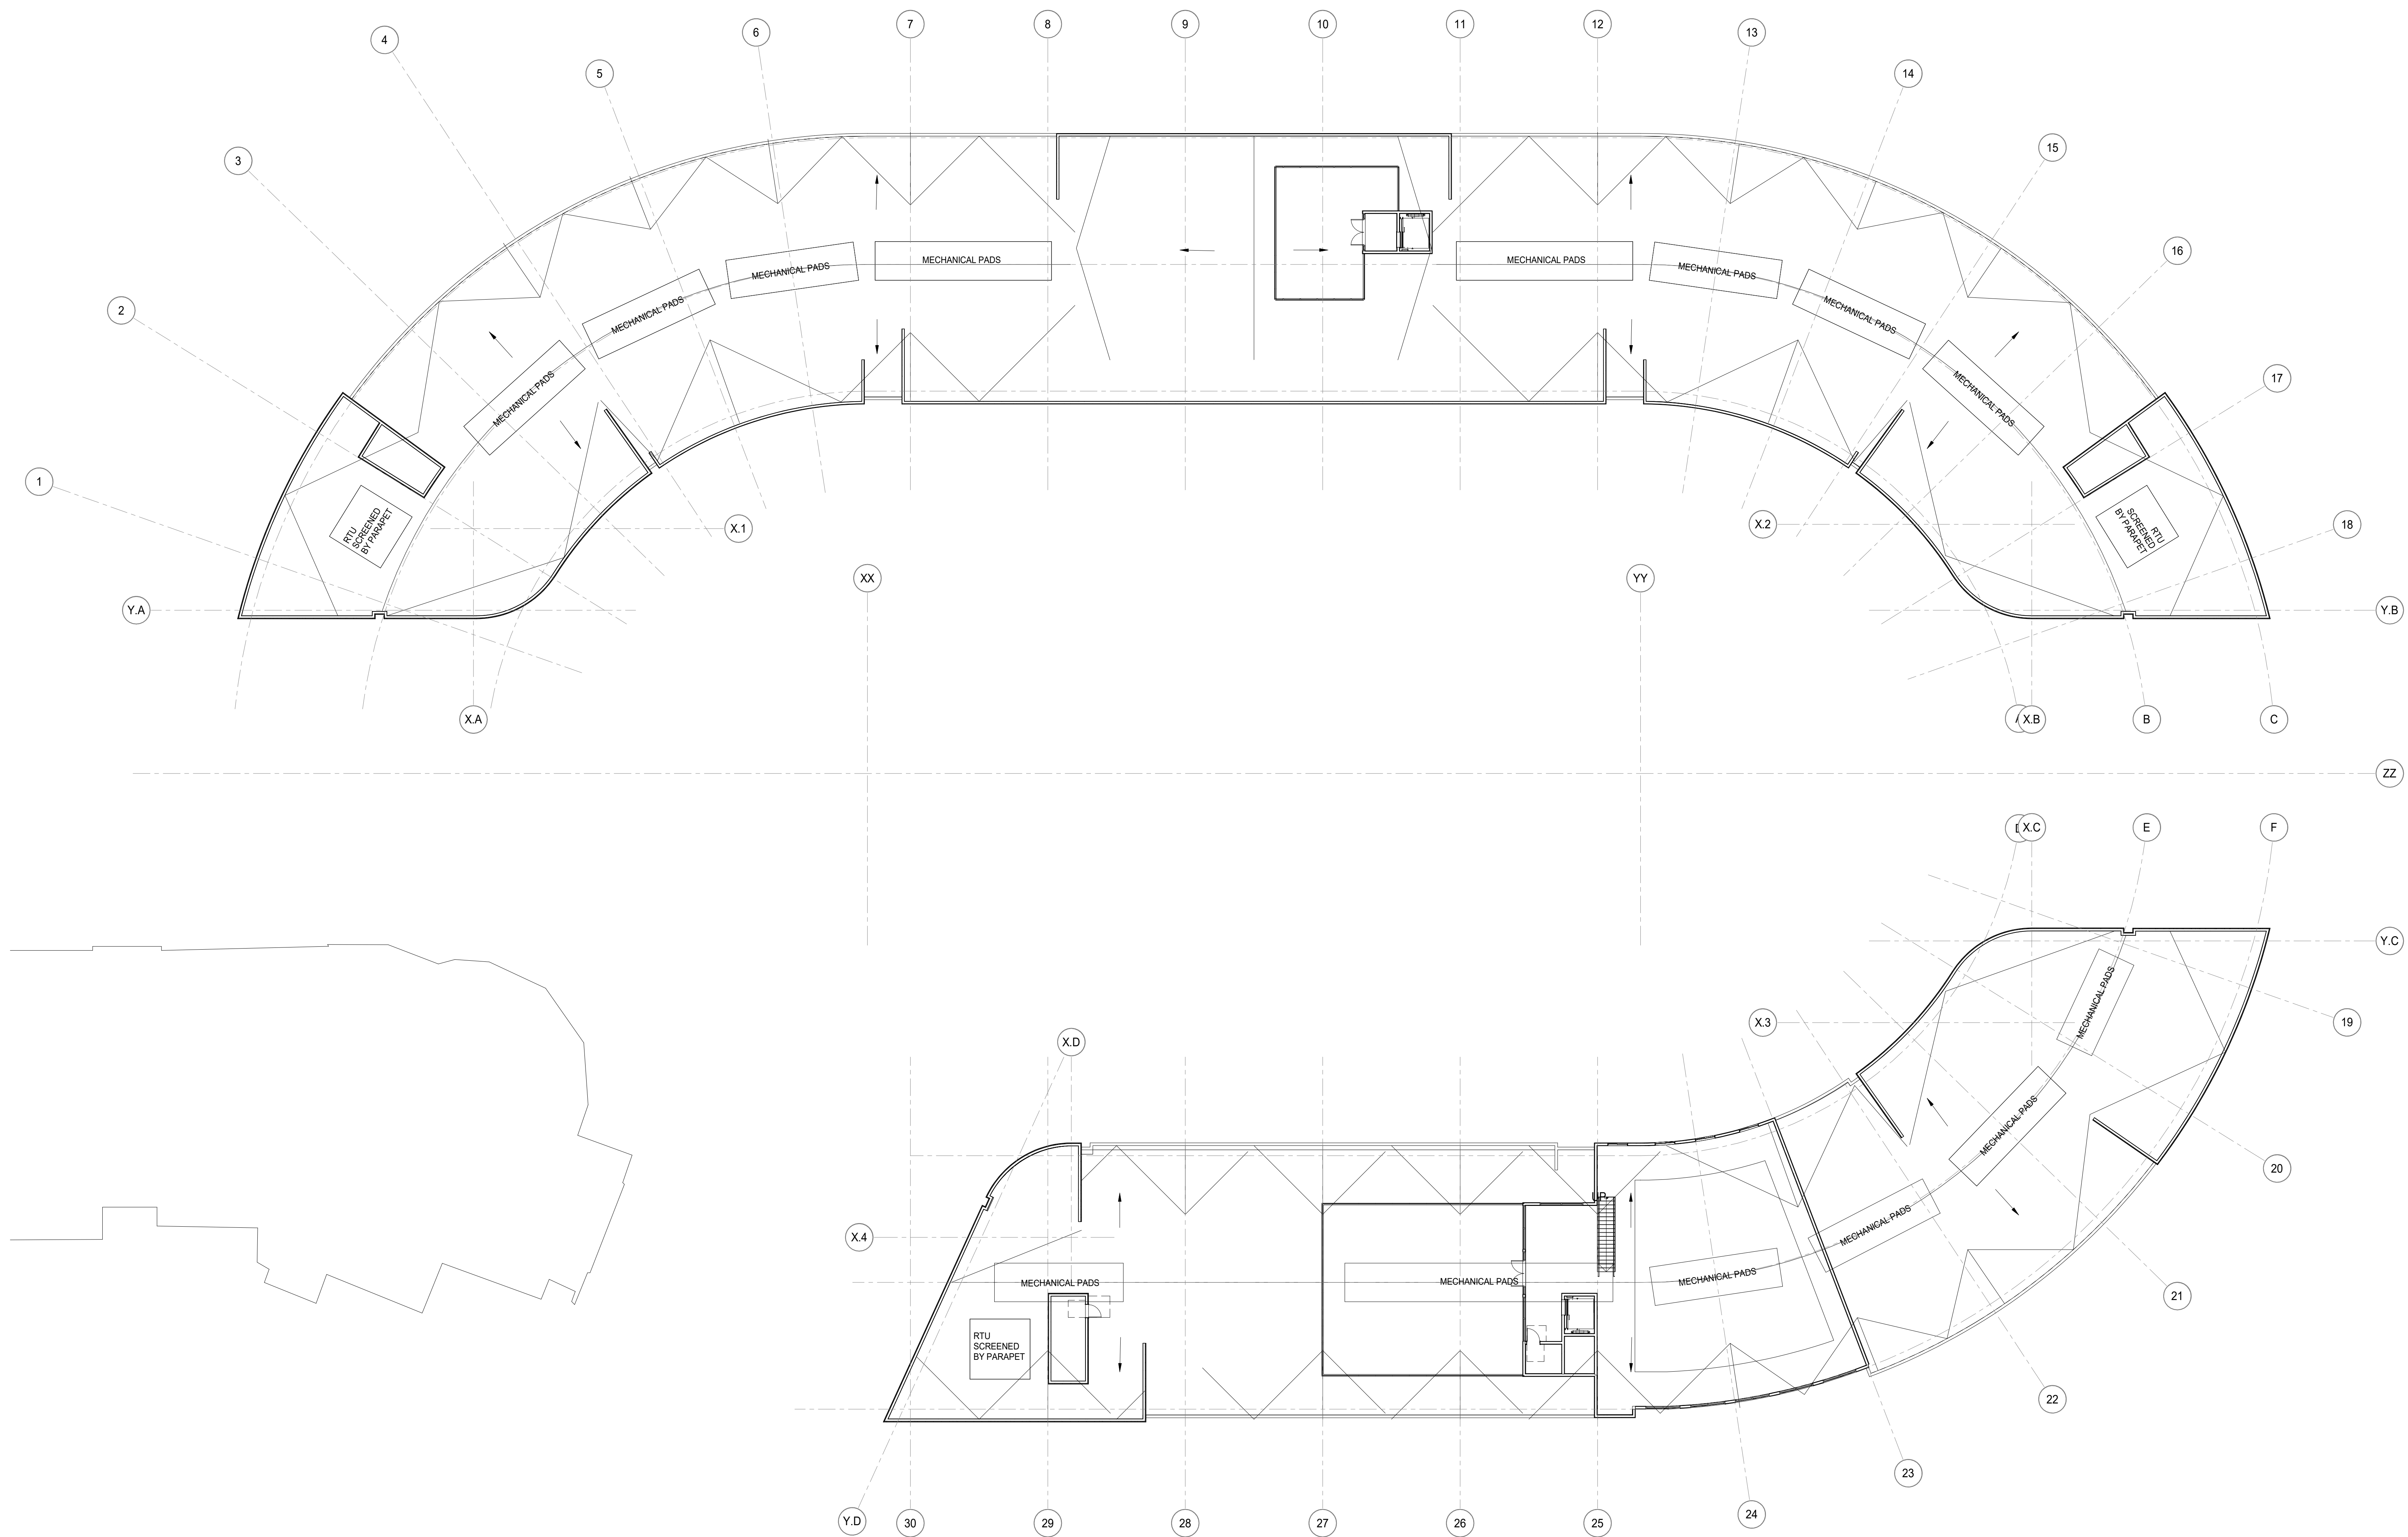 7
8
9
10
11
12
6
13
4
5
14
15
3
16
2
17
1
18
MECHANICAL PADS
MECHANICAL PADS
MECHANICAL PADS
MECHANICAL PADS
MECHANICAL PADS
MECHANICAL PADS
MECHANICAL PADS
MECHANICAL PADS
RTU
SCREENED
BY PARAPET
RTU
SCREENED
BY PARAPET
X.1
X.2
XX
YY
Y.A
Y.B
X.A
X.B
B
C
ZZ
X.C
E
F
Y.C
19
X.3
X.D
MECHANICAL PADS
MECHANICAL PADS
MECHANICAL PADS
20
X.4
MECHANICAL PADS
MECHANICAL PADS
MECHANICAL PADS
21
RTU
SCREENED
BY PARAPET
22
23
24
Y.D
30
29
28
27
26
25